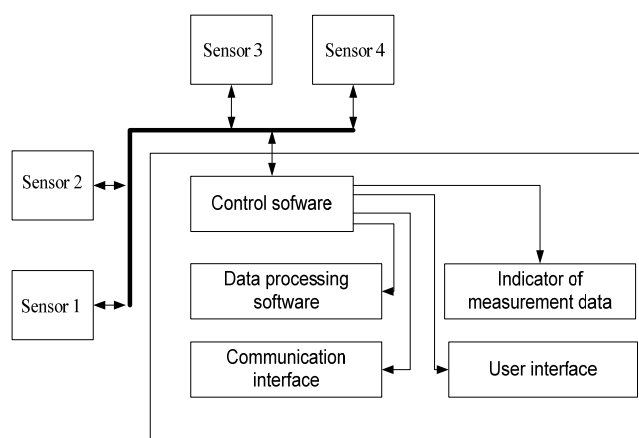 Sensor 3
Sensor 4
Sensor 2
Control sofware
Sensor 1
Data processing
software
Indicator of
measurement data
Communication
interface
User interface